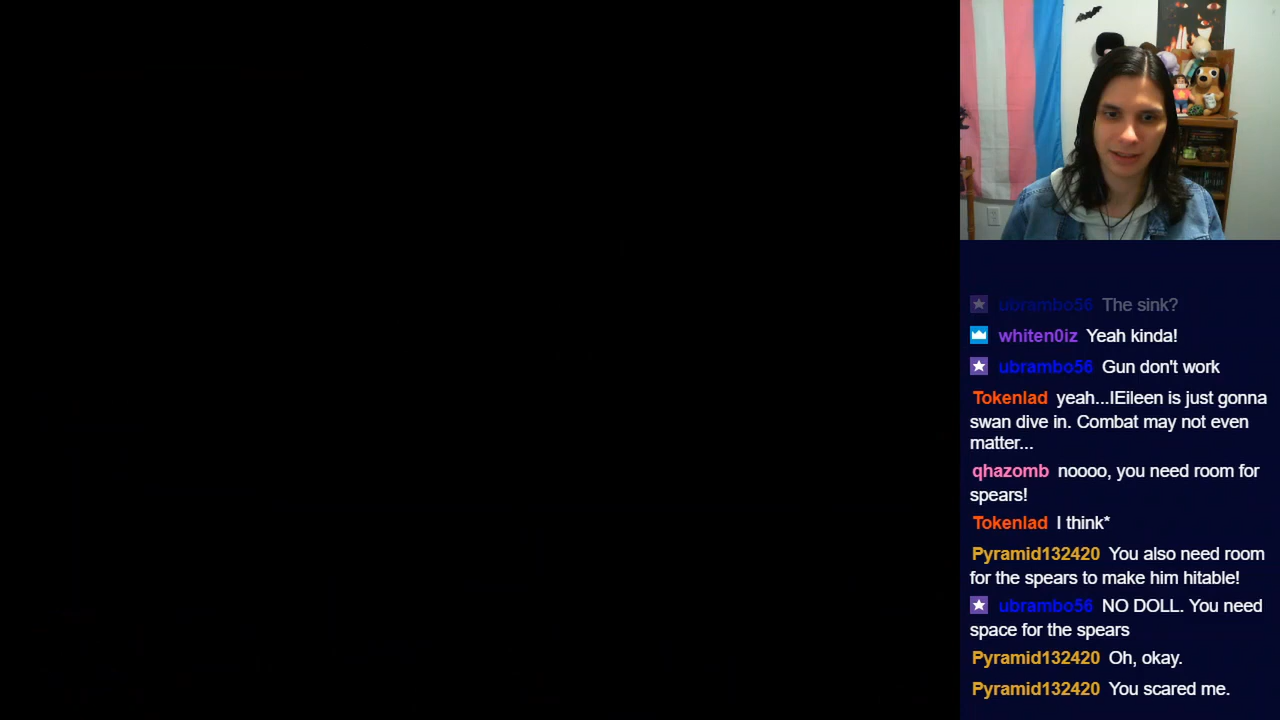 ubrambo56 The sink?
whiten0iz Yeah kinda!
ubrambo56 Gun don't work
Tokenlad yeah...IEileen is just gonna
swan dive in. Combat may not even
matter...
qhazomb noooo, you need room for
spears!
Tokenlad I think*
Pyramid132420 You also need room
for the spears to make him hitable!
ubrambo56 NO DOLL. You need
space for the spears
Pyramid132420 Oh, okay.
Pyramid132420 You scared me.